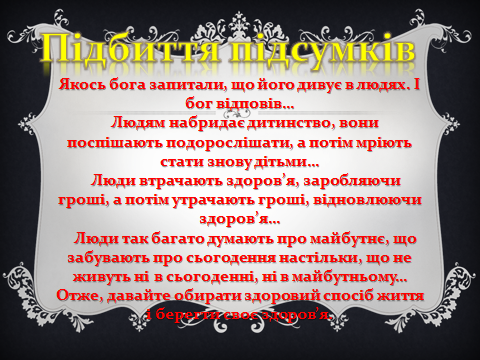 Підбиття підсумків
Якось бога запитали, що його дивує в людях. І
бог відповів…
Людям набридає дитинство, вони
поспішають подорослішати, а потім мріють
стати знову дітьми…
Люди втрачають здоров’я, заробляючи
гроші, а потім утрачають гроші, відновлюючи
здоров’я…
Люди так багато думають про майбутнє, що
забувають про сьогодення настільки, що не
живуть ні в сьогоденні, ні в майбутньому…
Отже, давайте обирати здоровий спосіб життя
і берегти своє здоров’я.